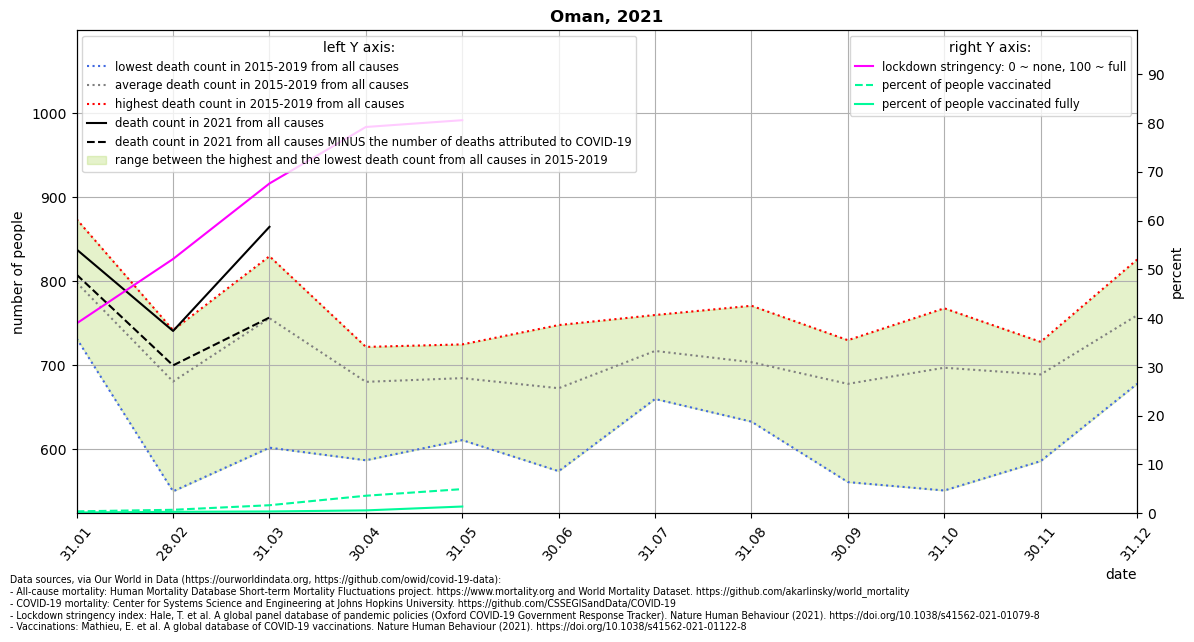 Oman, 2021
left Y axis:
lowest death count in 2015-2019 from all causes
average death count in 2015-2019 from all causes
highest death count in 2015-2019 from all causes
death count in 2021 from all causes
death count in 2021 from all causes MINUS the number of deaths attributed to COVID-19
range between the highest and the lowest death count from all causes in 2015-2019
right Y axis:
lockdown stringency: 0 ~ none, 100 ~ full
percent of people vaccinated
percent of people vaccinated fully
number of people
1000
900
800
700
600
percent
90
80
70
60
50
40
30
20
10
0
31.01
28.02
31.03
30.04
31.05
30.06
31.07
31.08
30.09
31.10
30.11
31.12
date
Data sources, via Our World in Data (https://ourworldindata.org, https://github.com/owid/covid-19-data):
- All-cause mortality: Human Mortality Database Short-term Mortality Fluctuations project. https://www.mortality.org and World Mortality Dataset. https://github.com/akarlinsky/world_mortality
- COVID-19 mortality: Center for Systems Science and Engineering at Johns Hopkins University. https://github.com/CSSEGISandData/COVID-19
- Lockdown stringency index: Hale, T. et al. A global panel database of pandemic policies (Oxford COVID-19 Government Response Tracker). Nature Human Behaviour (2021). https://doi.org/10.1038/s41562-021-01079-8
- Vaccinations: Mathieu, E. et al. A global database of COVID-19 vaccinations. Nature Human Behaviour (2021). https://doi.org/10.1038/s41562-021-01122-8